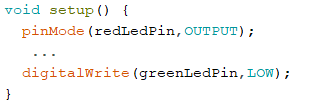 void setup() {
pinMode(redLedPin,OUTPUT);
...
digitalWrite(greenLedPin,LOW);
}